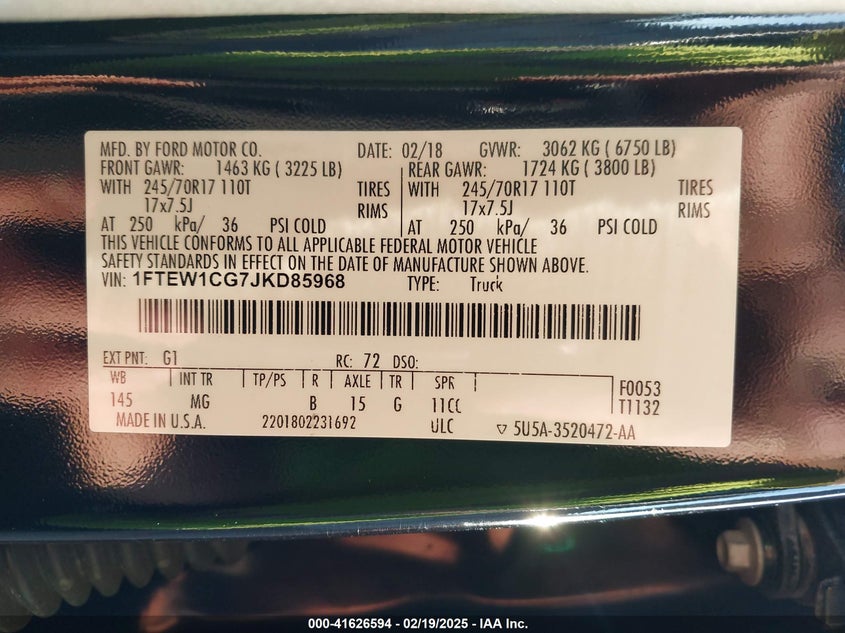 MFD. BY FORD MOTOR CO. DATE: 02/18 GVWR: 3062 KG ( 6750 LB)
FRONT GAWR: 1463 KG ( 3225 LB) REAR GAWR: 1724 KG ( 3800 LB)
WITH 245/70R17 110T TIRES WITH 245/70R17 110T TIRES
17x7.5J RIMS 17x7.5J RIMS
AT 250 kPa/ 36 PSI COLD AT 250 kPa/ 36 PSI COLD
THIS VEHICLE CONFORMS TO ALL APPLICABLE FEDERAL MOTOR VEHICLE
SAFETY STANDARDS IN EFFECT ON THE DATE OF MANUFACTURE SHOWN ABOVE.
VIN: 1FTEW1CG7JKD85968 TYPE: Truck
EXT PNT: G1 RC: 72 DSO:
WB INT TR TP/PS R AXLE TR SPR F0053
145 MG B 15 G 11CC T1132
MADE IN U.S.A. 2201802231692 ULC 5U5A-3520472-AA
000-41626594 - 02/19/2025 - IAA Inc.